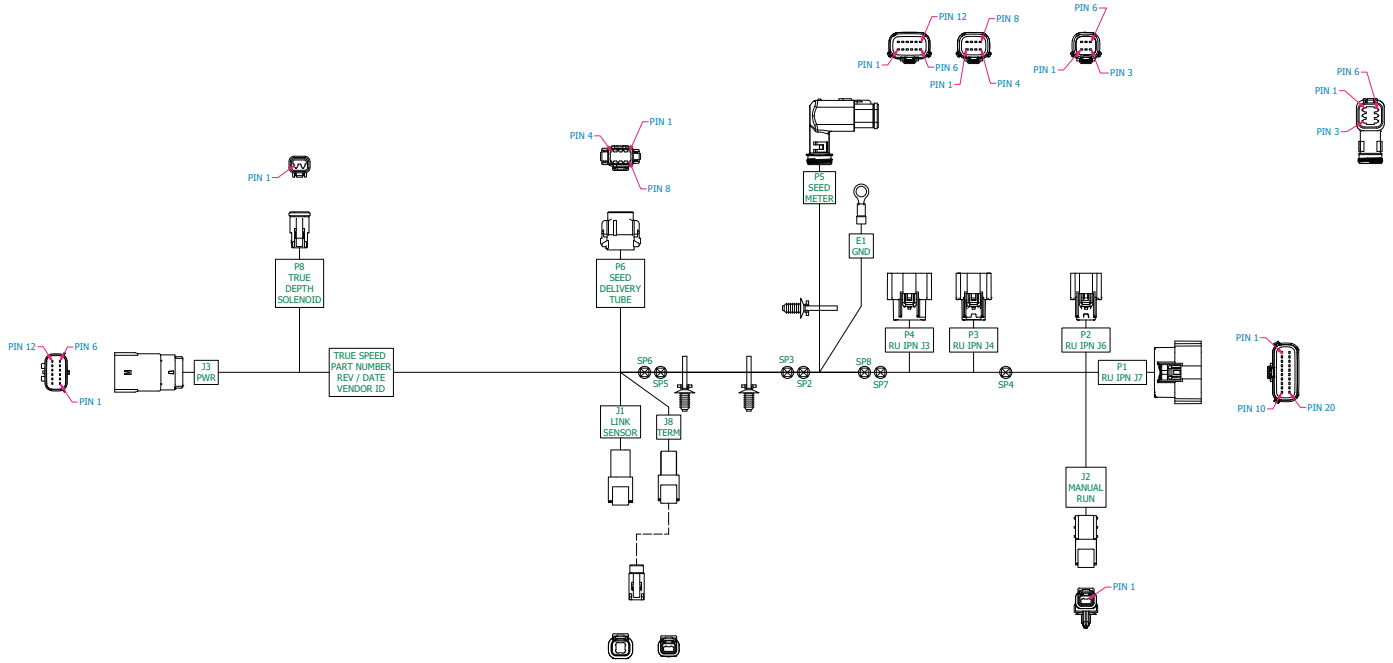 PIN 6
PIN 12
PIN 8
PIN 1
PIN 6
PIN 1
PIN 4
PIN 1
PIN 3
PIN 6
PIN 1
PIN 3
PIN 4
PIN 1
PIN 8
PIN 1
P5
SEED
METER
E1
GND
P8
TRUE
DEPTH
SOLENOID
P6
SEED
DELIVERY
TUBE
P4
RU IPN J3
P3
RU IPN J4
P2
RU IPN J6
PIN 12
PIN 6
PIN 1
J3
PWR
TRUE SPEED
PART NUMBER
REV / DATE
VENDOR ID
SP6
SP5
SP3
SP2
SP8
SP7
SP4
P1
RU IPN J7
PIN 1
PIN 10
PIN 20
J1
LINK
SENSOR
J8
TERM
J2
MANUAL
RUN
PIN 1